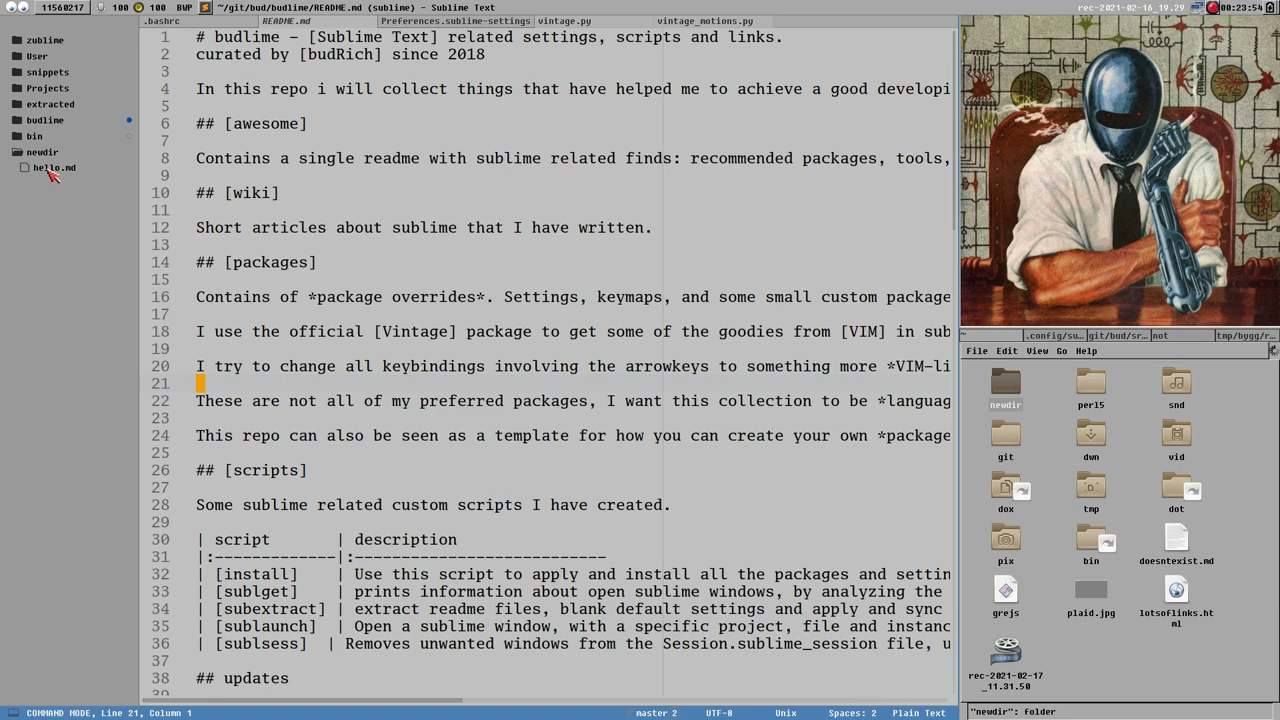 11560217 100 100 BWP ~/git/bud/budlime/README.md (sublime) - Sublime Text rec-2021-02-16_19.29 00:23:54
.bashrc README.md Preferences.sublime-settings vintage.py vintage_motions.py
zublime
User
snippets
Projects
extracted
budlime
bin
newdir
hello.md
1 # budlime - [Sublime Text] related settings, scripts and links.
2 curated by [budRich] since 2018
3
4 In this repo i will collect things that have helped me to achieve a good developi
5
6 ## [awesome]
7
8 Contains a single readme with sublime related finds: recommended packages, tools,
9
10 ## [wiki]
11
12 Short articles about sublime that I have written.
13
14 ## [packages]
15
16 Contains of *package overrides*. Settings, keymaps, and some small custom package
17
18 I use the official [Vintage] package to get some of the goodies from [VIM] in sub
19
20 I try to change all keybindings involving the arrowkeys to something more *VIM-li
21
22 These are not all of my preferred packages, I want this collection to be *languag
23
24 This repo can also be seen as a template for how you can create your own *package
25
26 ## [scripts]
27
28 Some sublime related custom scripts I have created.
29
30 | script | description
31 |:-------------|:---------------------------
32 | [install] | Use this script to apply and install all the packages and settin
33 | [sublget] | prints information about open sublime windows, by analyzing the
34 | [subextract] | extract readme files, blank default settings and apply and sync
35 | [sublaunch] | Open a sublime window, with a specific project, file and instanc
36 | [sublsess] | Removes unwanted windows from the Session.sublime_session file, u
37
38 ## updates
39
COMMAND MODE, Line 21, Column 1 master 2 UTF-8 Unix Spaces: 2 Plain Text
~ .config/su… git/bud/sr… not tmp/bygg/r…
File Edit View Go Help
newdir perl5 snd
git dwn vid
dox tmp dot
pix bin doesntexist.md
grejs plaid.jpg lotsoflinks.html
rec-2021-02-17_11.31.50
"newdir": folder